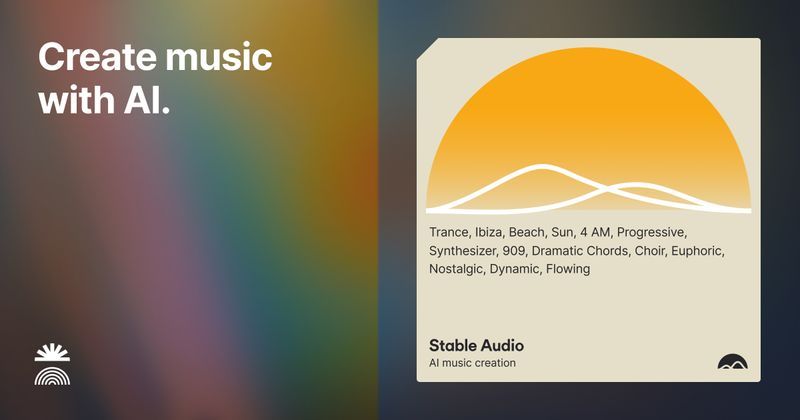 Create music
with AI.
Trance, Ibiza, Beach, Sun, 4 AM, Progressive,
Synthesizer, 909, Dramatic Chords, Choir, Euphoric,
Nostalgic, Dynamic, Flowing
Stable Audio
AI music creation